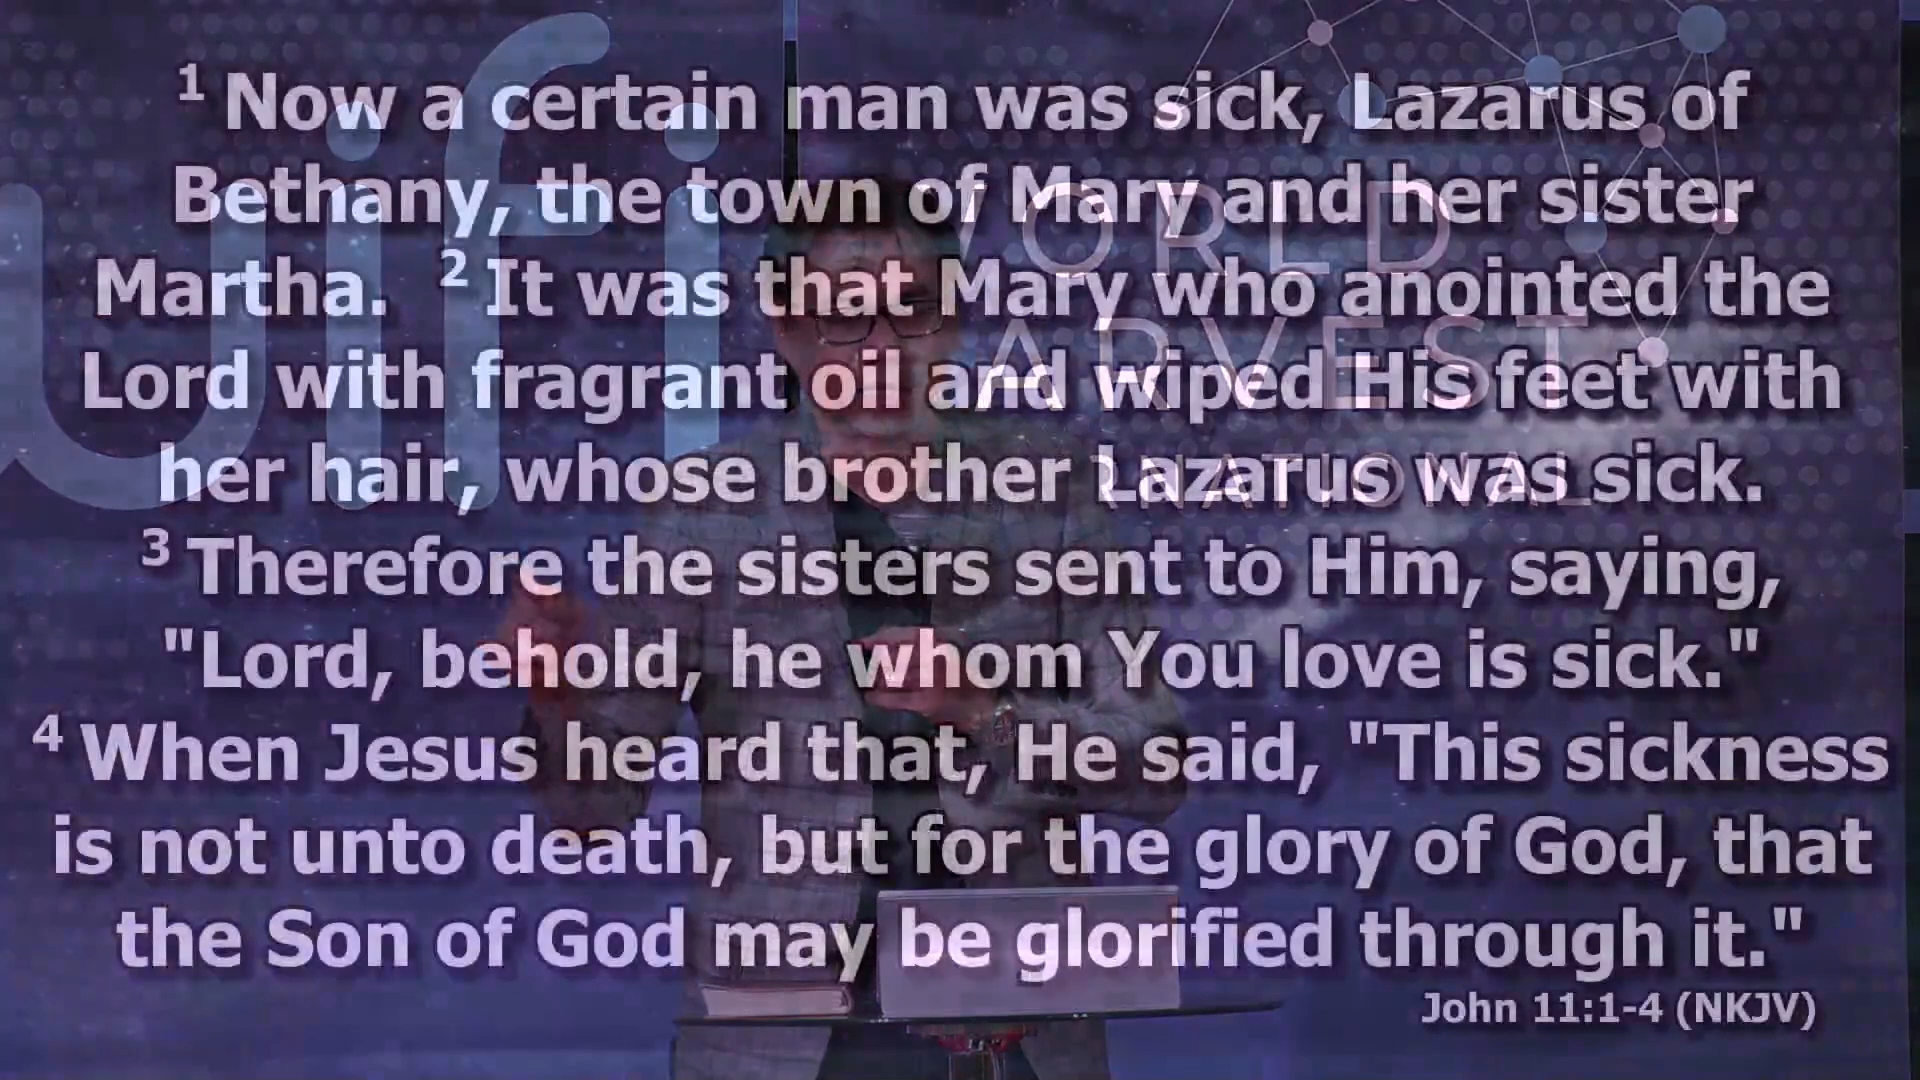 1 Now a certain man was sick, Lazarus of
Bethany, the town of Mary and her sister
Martha. 2 It was that Mary who anointed the
Lord with fragrant oil and wiped His feet with
her hair, whose brother Lazarus was sick.
3 Therefore the sisters sent to Him, saying,
"Lord, behold, he whom You love is sick."
4 When Jesus heard that, He said, "This sickness
is not unto death, but for the glory of God, that
the Son of God may be glorified through it."
John 11:1-4 (NKJV)
wifi
WORLD
HARVEST